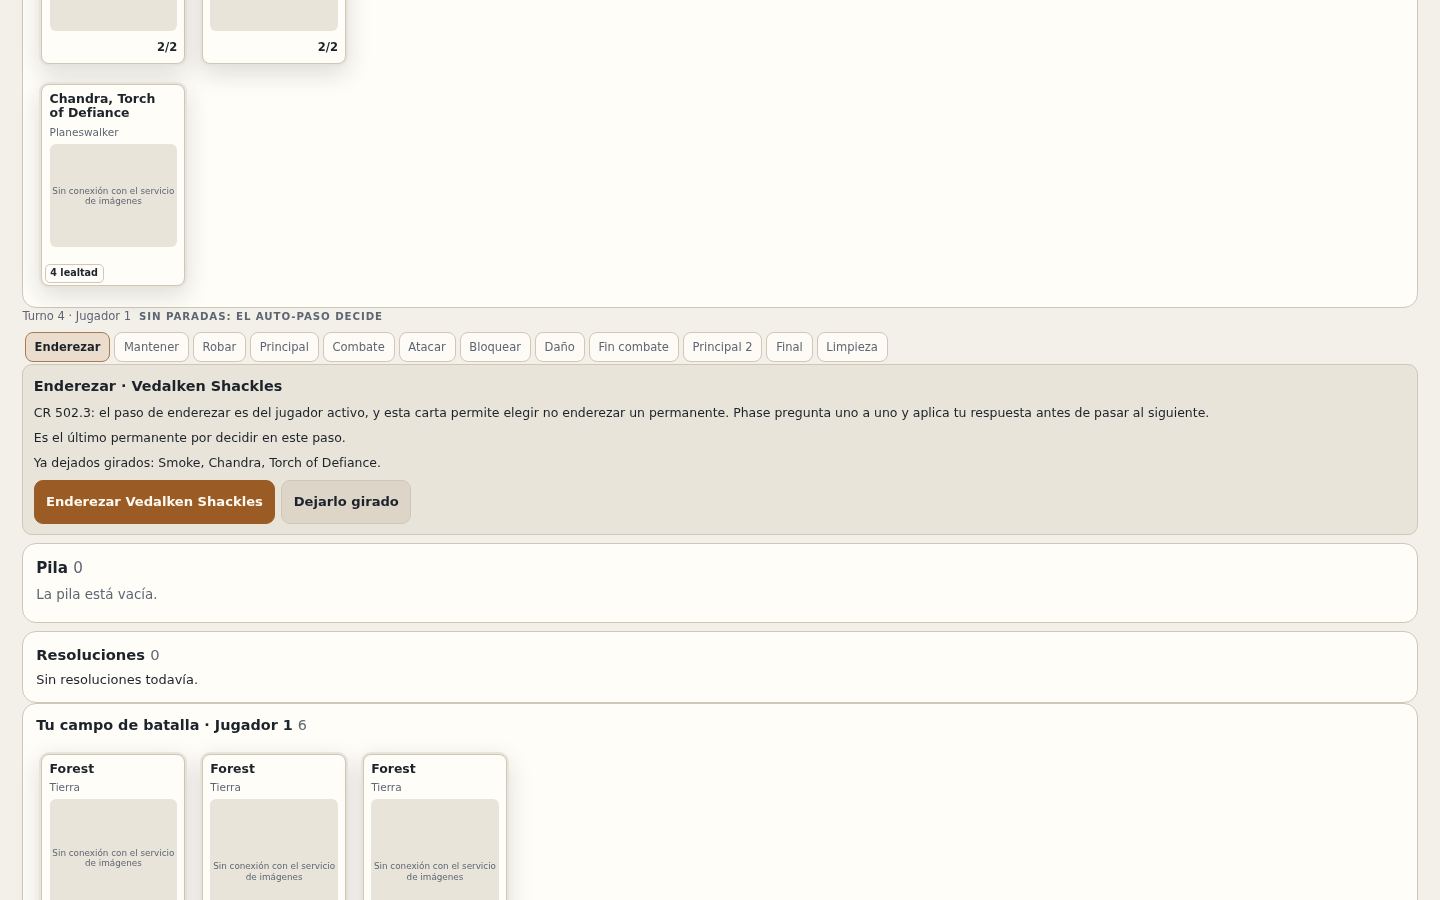 2/2
2/2
Chandra, Torch
of Defiance
Planeswalker
Sin conexión con el servicio
de imágenes
4 lealtad
Turno 4 · Jugador 1 SIN PARADAS: EL AUTO-PASO DECIDE
Enderezar Mantener Robar Principal Combate Atacar Bloquear Daño Fin combate Principal 2 Final Limpieza
Enderezar · Vedalken Shackles
CR 502.3: el paso de enderezar es del jugador activo, y esta carta permite elegir no enderezar un permanente. Phase pregunta uno a uno y aplica tu respuesta antes de pasar al siguiente.
Es el último permanente por decidir en este paso.
Ya dejados girados: Smoke, Chandra, Torch of Defiance.
Enderezar Vedalken Shackles Dejarlo girado
Pila 0
La pila está vacía.
Resoluciones 0
Sin resoluciones todavía.
Tu campo de batalla · Jugador 1 6
Forest
Tierra
Sin conexión con el servicio
de imágenes
Forest
Tierra
Sin conexión con el servicio
de imágenes
Forest
Tierra
Sin conexión con el servicio
de imágenes